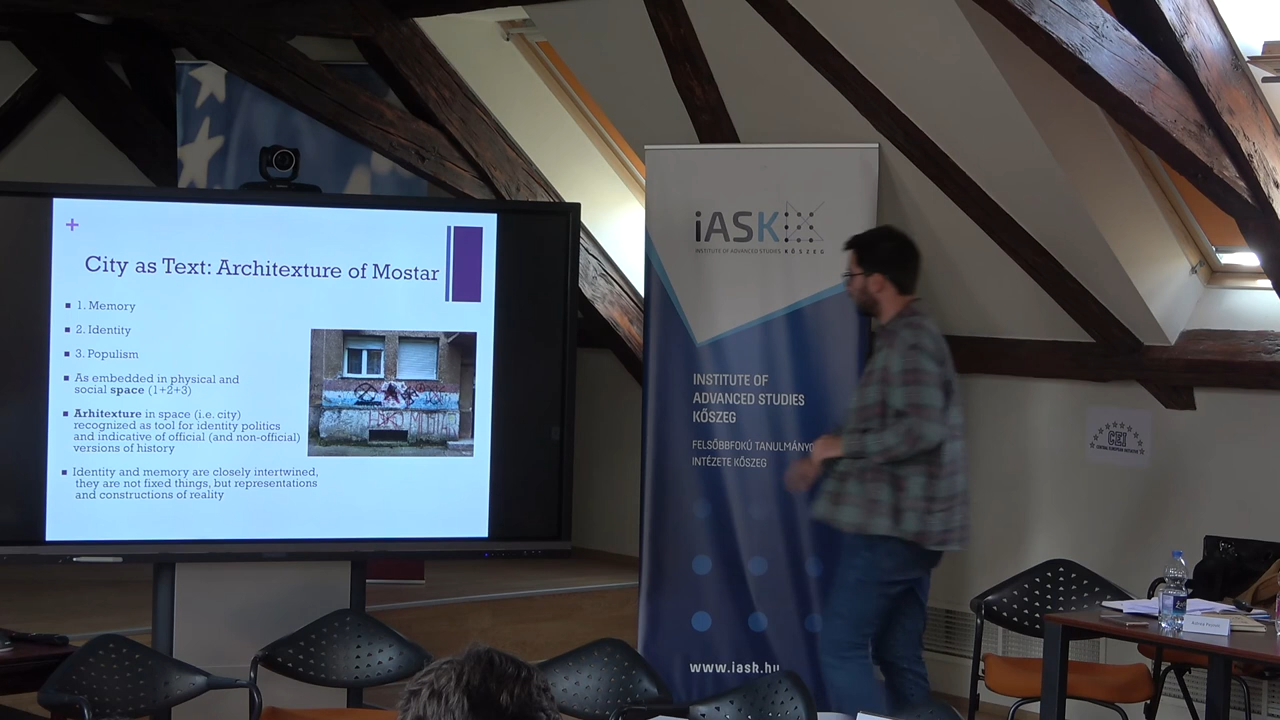 +
City as Text: Architexture of Mostar
1. Memory
2. Identity
3. Populism
As embedded in physical and
social space (1+2+3)
Arhitexture in space (i.e. city)
recognized as tool for identity politics
and indicative of official (and non-official)
versions of history
Identity and memory are closely intertwined,
they are not fixed things, but representations
and constructions of reality
iASK
INSTITUTE OF ADVANCED STUDIES KŐSZEG
INSTITUTE OF
ADVANCED STUDIES
KŐSZEG
FELSŐBBFOKÚ TANULMÁNYO
INTÉZETE KŐSZEG
www.iask.hu
CEI
CENTRAL EUROPEAN INITIATIVE